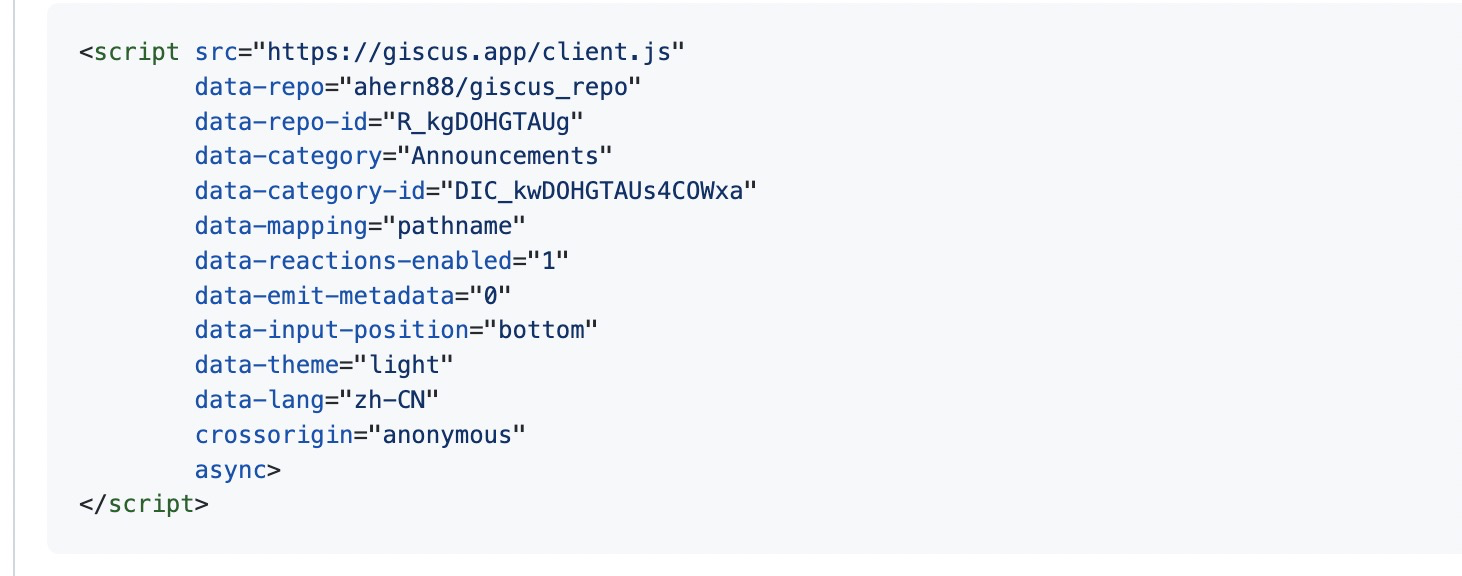 <script src="https://giscus.app/client.js"
data-repo="ahern88/giscus_repo"
data-repo-id="R_kgDOHGTAUg"
data-category="Announcements"
data-category-id="DIC_kwDOHGTAUs4COWxa"
data-mapping="pathname"
data-reactions-enabled="1"
data-emit-metadata="0"
data-input-position="bottom"
data-theme="light"
data-lang="zh-CN"
crossorigin="anonymous"
async>
</script>